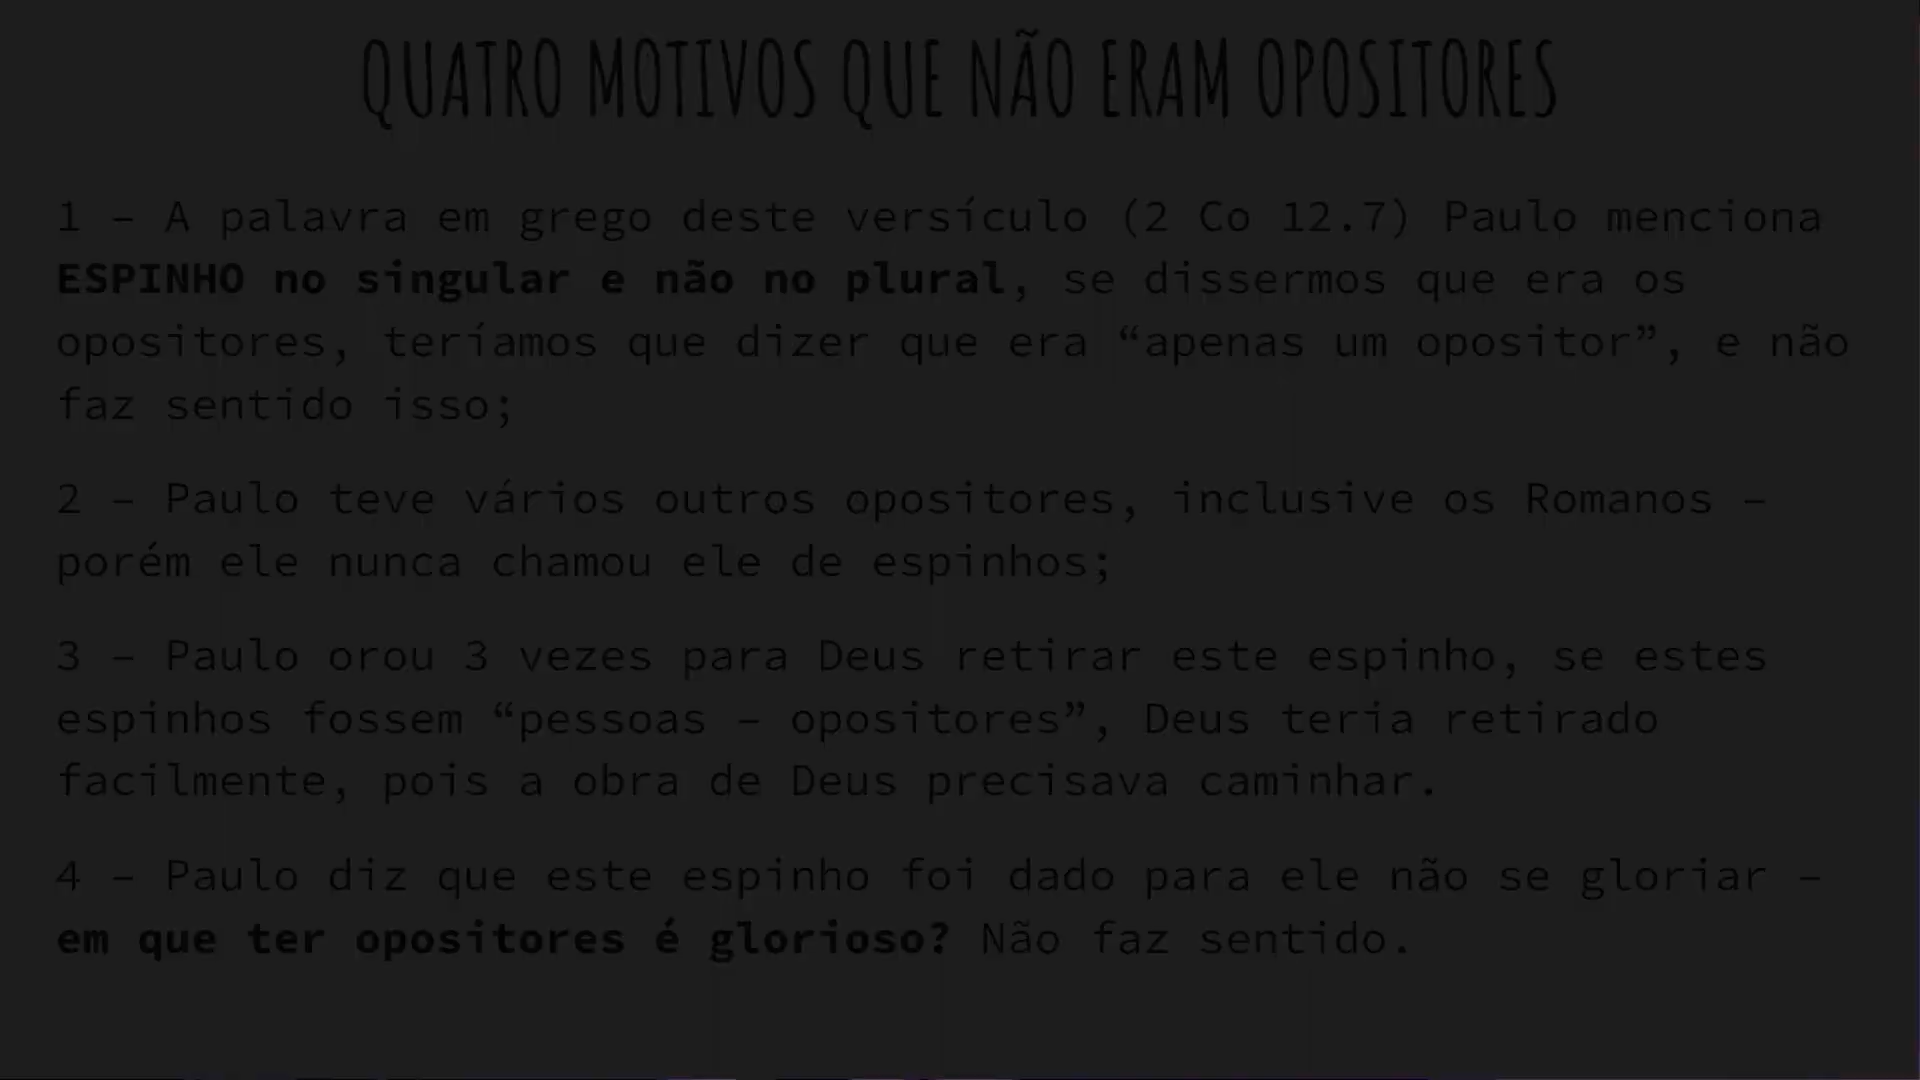 QUATRO MOTIVOS QUE NÃO ERAM OPOSITORES
1 – A palavra em grego deste versículo (2 Co 12.7) Paulo menciona
ESPINHO no singular e não no plural, se dissermos que era os
opositores, teríamos que dizer que era “apenas um opositor”, e não
faz sentido isso;
2 – Paulo teve vários outros opositores, inclusive os Romanos –
porém ele nunca chamou ele de espinhos;
3 – Paulo orou 3 vezes para Deus retirar este espinho, se estes
espinhos fossem “pessoas – opositores”, Deus teria retirado
facilmente, pois a obra de Deus precisava caminhar.
4 – Paulo diz que este espinho foi dado para ele não se gloriar –
em que ter opositores é glorioso? Não faz sentido.